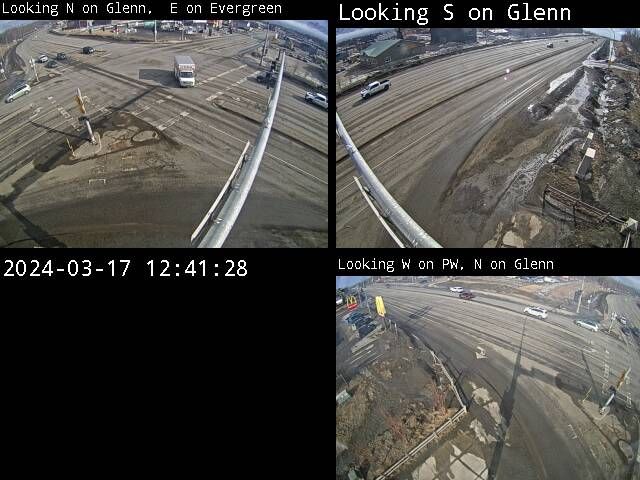 Looking N on Glenn,  E on Evergreen
Looking S on Glenn
2024-03-17 12:41:28
Looking W on PW, N on Glenn